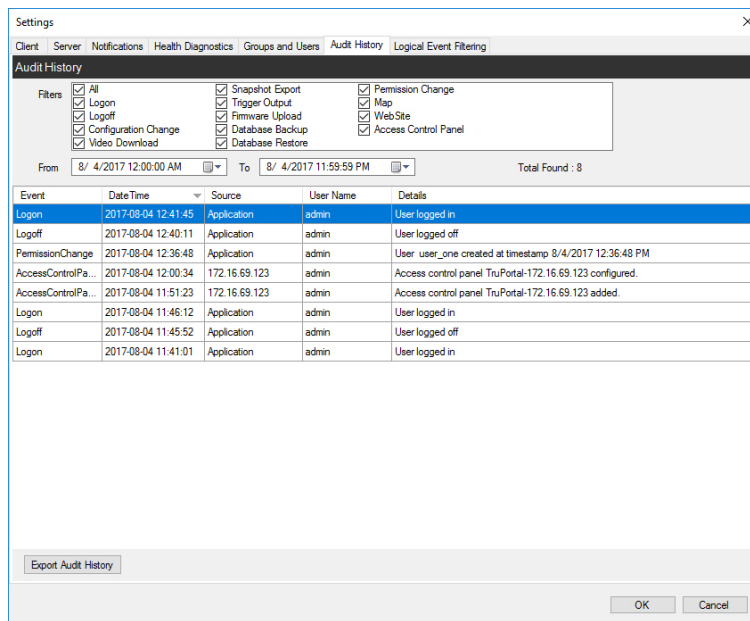 Settings
Client Server Notifications Health Diagnostics Groups and Users Audit History Logical Event Filtering
Audit History
Filters
All Snapshot Export Permission Change
Logon Trigger Output Map
Logoff Firmware Upload WebSite
Configuration Change Database Backup Access Control Panel
Video Download Database Restore
From 8/ 4/2017 12:00:00 AM To 8/ 4/2017 11:59:59 PM Total Found : 8
Event DateTime Source User Name Details
Logon 2017-08-04 12:41:45 Application admin User logged in
Logoff 2017-08-04 12:40:11 Application admin User logged off
PermissionChange 2017-08-04 12:36:48 Application admin User user_one created at timestamp 8/4/2017 12:36:48 PM
AccessControlPa... 2017-08-04 12:00:34 172.16.69.123 admin Access control panel TruPortal-172.16.69.123 configured.
AccessControlPa... 2017-08-04 11:51:23 172.16.69.123 admin Access control panel TruPortal-172.16.69.123 added.
Logon 2017-08-04 11:46:12 Application admin User logged in
Logoff 2017-08-04 11:45:52 Application admin User logged off
Logon 2017-08-04 11:41:01 Application admin User logged in
Export Audit History
OK Cancel